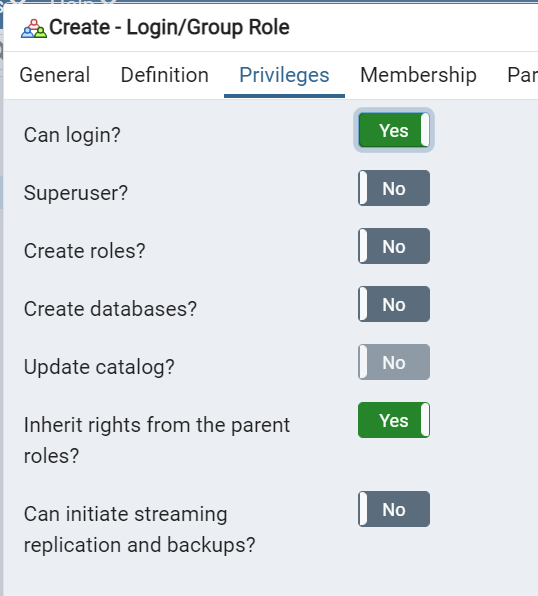 Create - Login/Group Role
General Definition Privileges Membership Par
Can login? Yes
Superuser? No
Create roles? No
Create databases? No
Update catalog? No
Inherit rights from the parent Yes
roles?
Can initiate streaming No
replication and backups?